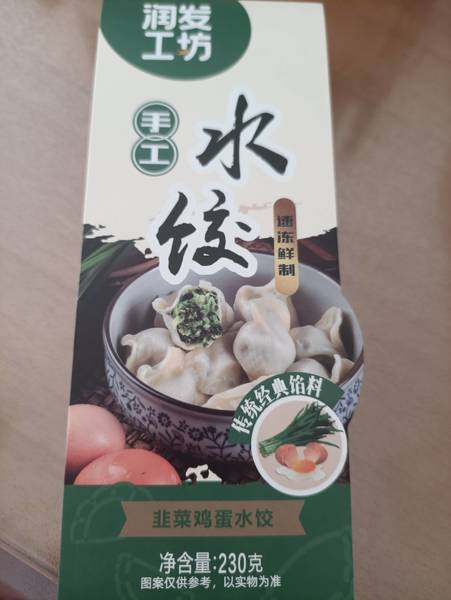 润发
工坊
手工
水饺
速冻鲜制
传统经典馅料
韭菜鸡蛋水饺
净含量:230克
图案仅供参考，以实物为准